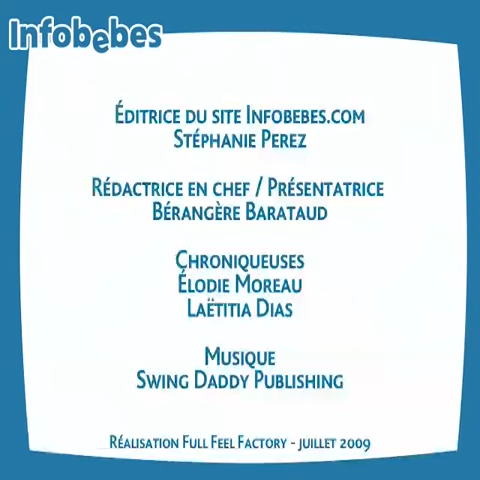 Infobebes
Éditrice du site Infobebes.com
Stéphanie Perez
Rédactrice en chef / Présentatrice
Bérangère Barataud
Chroniqueuses
Élodie Moreau
Laëtitia Dias
Musique
Swing Daddy Publishing
Réalisation Full Feel Factory - juillet 2009